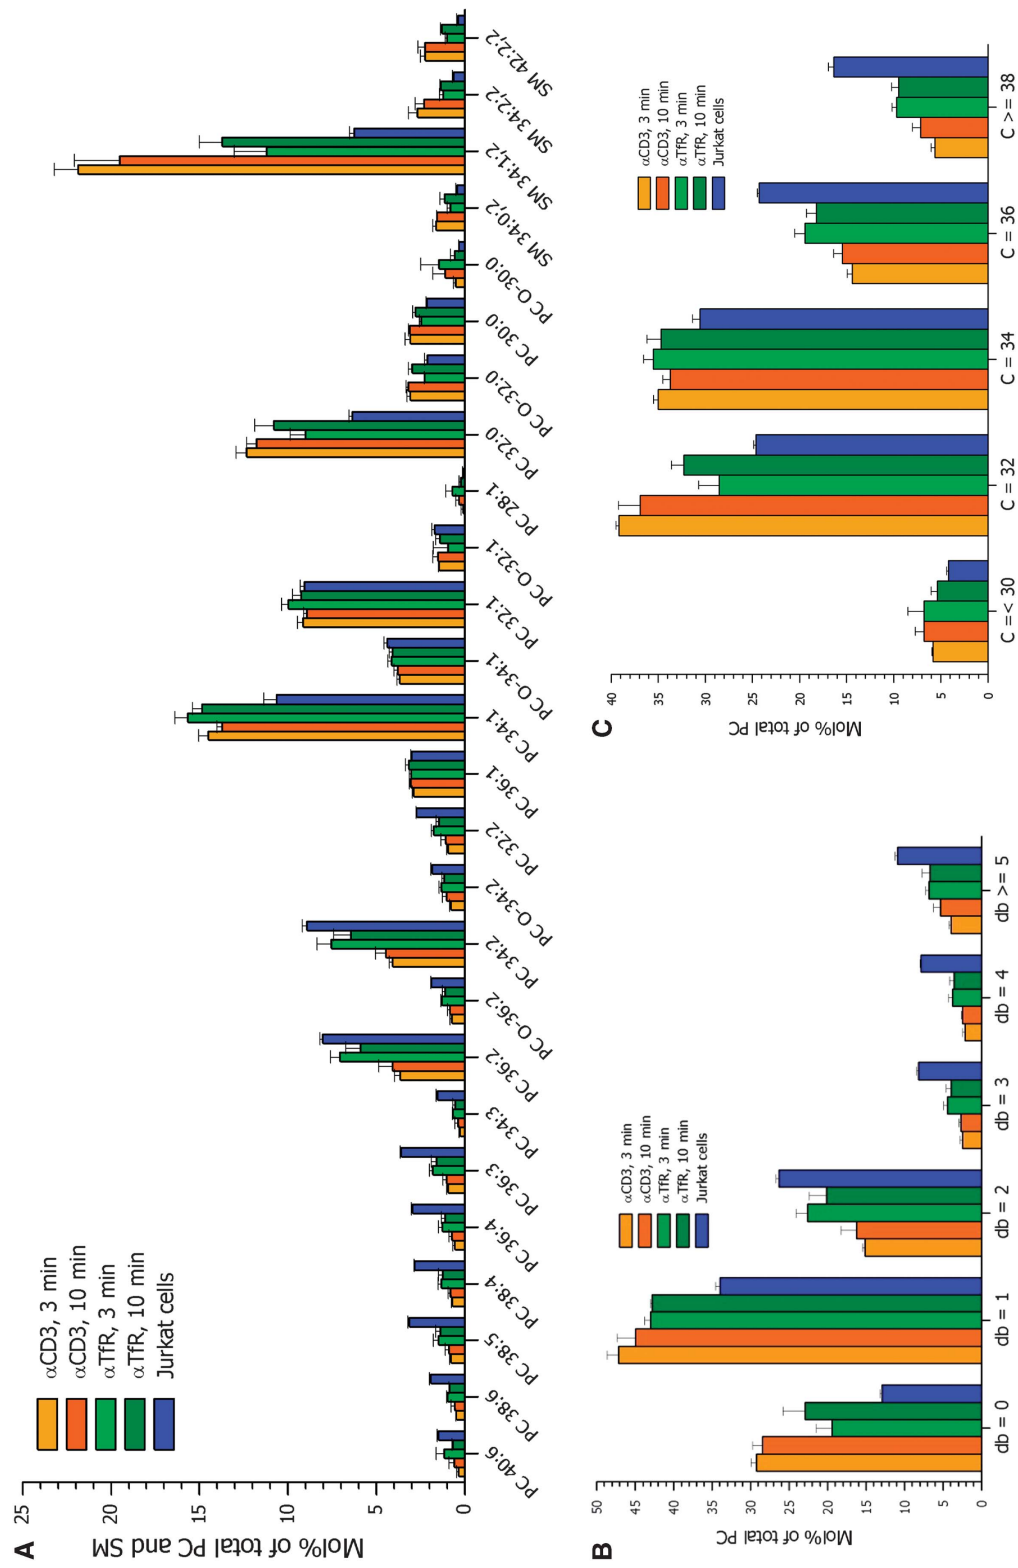 A
αCD3, 3 min
αCD3, 10 min
αTfR, 3 min
αTfR, 10 min
Jurkat cells
Mol% of total PC and SM
25
20
15
10
5
0
PC 40:6
PC 38:6
PC 38:5
PC 38:4
PC 36:4
PC 36:3
PC 34:3
PC 36:2
PC O-36:2
PC 34:2
PC O-34:2
PC 32:2
PC 36:1
PC 34:1
PC O-34:1
PC 32:1
PC O-32:1
PC 28:1
PC 32:0
PC O-32:0
PC 30:0
PC O-30:0
SM 34:0;2
SM 34:1;2
SM 34:2;2
SM 42:2;2
B
αCD3, 3 min
αCD3, 10 min
αTfR, 3 min
αTfR, 10 min
Jurkat cells
Mol% of total PC
50
45
40
35
30
25
20
15
10
5
0
db = 0
db = 1
db = 2
db = 3
db = 4
db >= 5
C
αCD3, 3 min
αCD3, 10 min
αTfR, 3 min
αTfR, 10 min
Jurkat cells
Mol% of total PC
40
35
30
25
20
15
10
5
0
C =< 30
C = 32
C = 34
C = 36
C >= 38